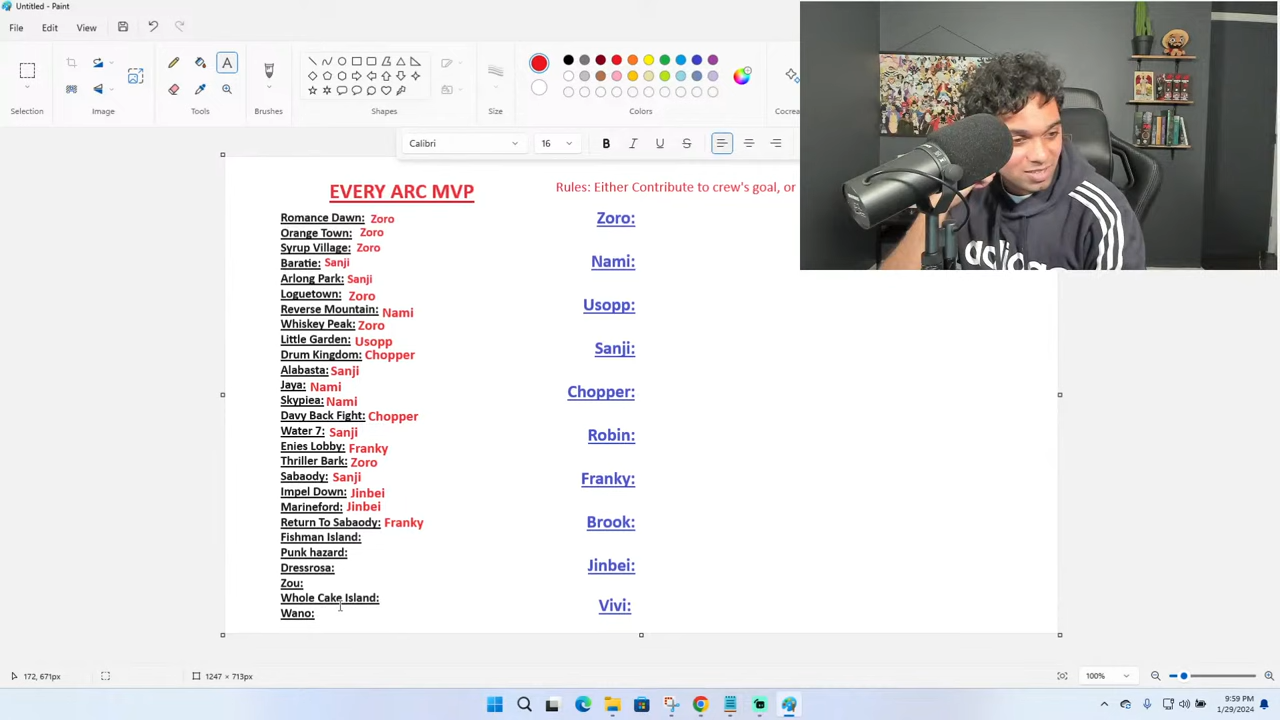 Untitled - Paint
File Edit View
Selection Image Tools Brushes Shapes Size Colors Cocrea
Calibri 16 B I U S
EVERY ARC MVP
Rules: Either Contribute to crew's goal, or
Romance Dawn: Zoro
Orange Town: Zoro
Syrup Village: Zoro
Baratie: Sanji
Arlong Park: Sanji
Loguetown: Zoro
Reverse Mountain: Nami
Whiskey Peak: Zoro
Little Garden: Usopp
Drum Kingdom: Chopper
Alabasta: Sanji
Jaya: Nami
Skypiea: Nami
Davy Back Fight: Chopper
Water 7: Sanji
Enies Lobby: Franky
Thriller Bark: Zoro
Sabaody: Sanji
Impel Down: Jinbei
Marineford: Jinbei
Return To Sabaody: Franky
Fishman Island:
Punk hazard:
Dressrosa:
Zou:
Whole Cake Island:
Wano:
Zoro:
Nami:
Usopp:
Sanji:
Chopper:
Robin:
Franky:
Brook:
Jinbei:
Vivi:
adidas
172, 671px
1247 × 713px
100%
9:59 PM
1/29/2024